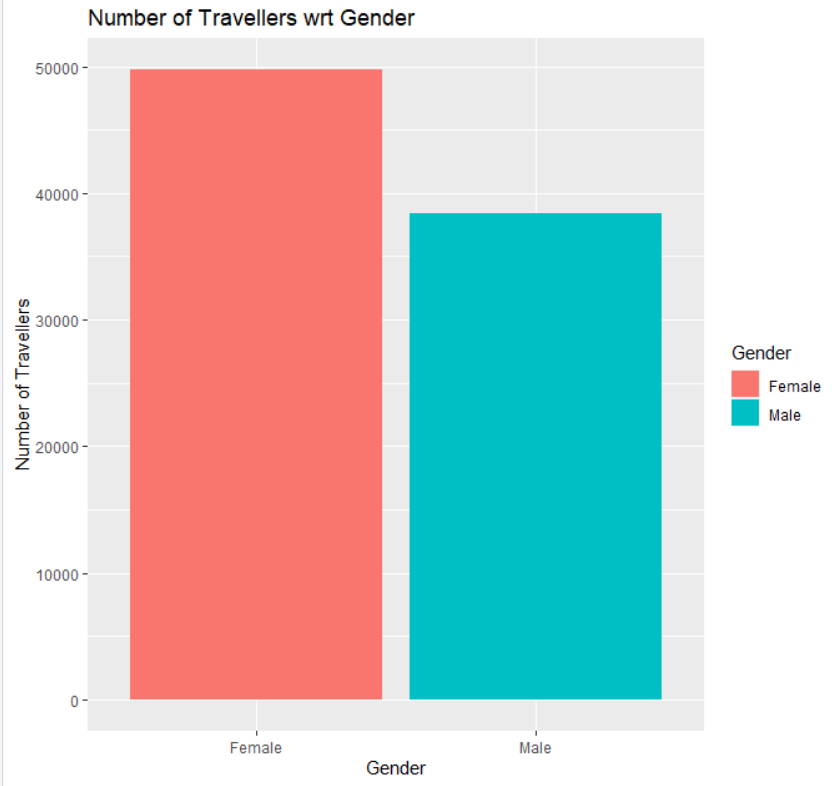 Number of Travellers wrt Gender
50000
40000
30000
20000
10000
0
Number of Travellers
Female
Male
Gender
Gender
Female
Male